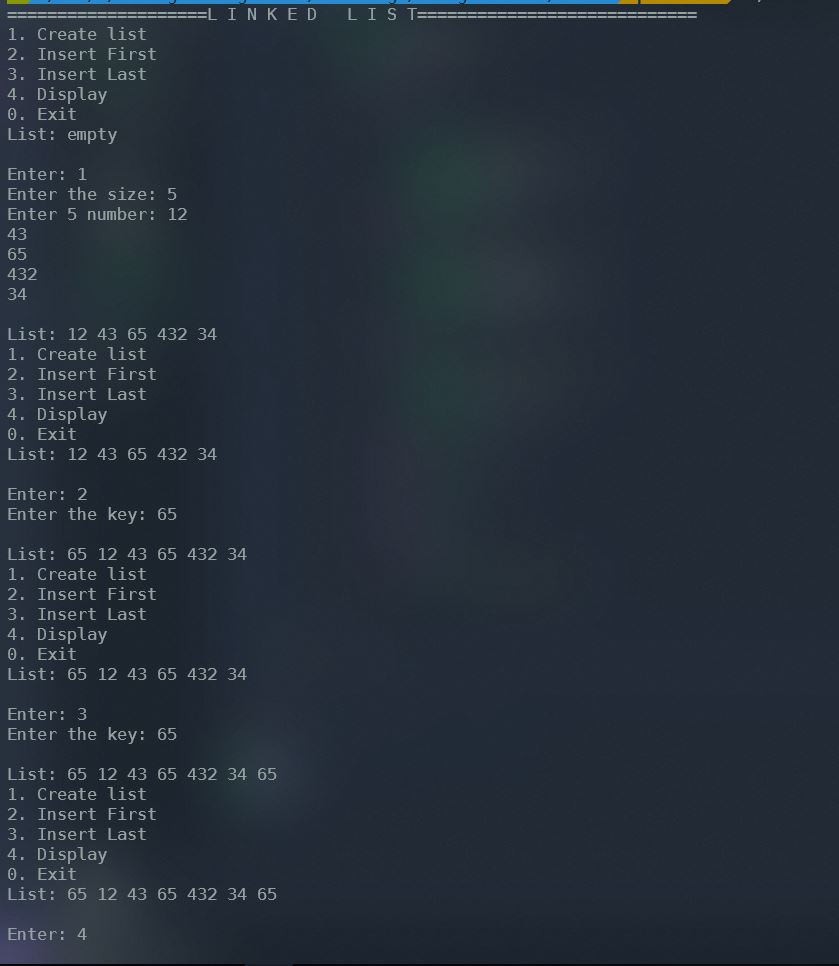 ====================L I N K E D   L I S T============================
1. Create list
2. Insert First
3. Insert Last
4. Display
0. Exit
List: empty

Enter: 1
Enter the size: 5
Enter 5 number: 12
43
65
432
34

List: 12 43 65 432 34
1. Create list
2. Insert First
3. Insert Last
4. Display
0. Exit
List: 12 43 65 432 34

Enter: 2
Enter the key: 65

List: 65 12 43 65 432 34
1. Create list
2. Insert First
3. Insert Last
4. Display
0. Exit
List: 65 12 43 65 432 34

Enter: 3
Enter the key: 65

List: 65 12 43 65 432 34 65
1. Create list
2. Insert First
3. Insert Last
4. Display
0. Exit
List: 65 12 43 65 432 34 65

Enter: 4